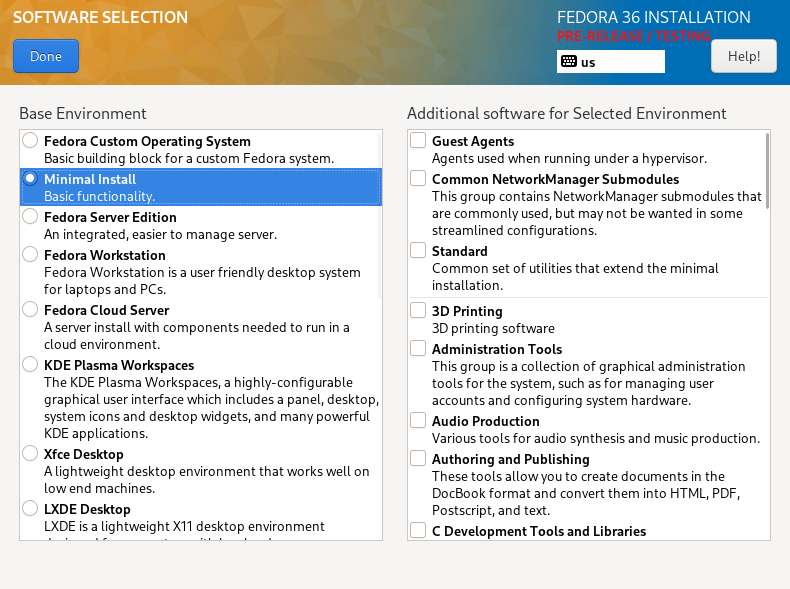 SOFTWARE SELECTION
Done
FEDORA 36 INSTALLATION
PRE-RELEASE / TESTING
us
Help!
Base Environment
Fedora Custom Operating System
Basic building block for a custom Fedora system.
Minimal Install
Basic functionality.
Fedora Server Edition
An integrated, easier to manage server.
Fedora Workstation
Fedora Workstation is a user friendly desktop system
for laptops and PCs.
Fedora Cloud Server
A server install with components needed to run in a
cloud environment.
KDE Plasma Workspaces
The KDE Plasma Workspaces, a highly-configurable
graphical user interface which includes a panel, desktop,
system icons and desktop widgets, and many powerful
KDE applications.
Xfce Desktop
A lightweight desktop environment that works well on
low end machines.
LXDE Desktop
LXDE is a lightweight X11 desktop environment
Additional software for Selected Environment
Guest Agents
Agents used when running under a hypervisor.
Common NetworkManager Submodules
This group contains NetworkManager submodules that
are commonly used, but may not be wanted in some
streamlined configurations.
Standard
Common set of utilities that extend the minimal
installation.
3D Printing
3D printing software
Administration Tools
This group is a collection of graphical administration
tools for the system, such as for managing user
accounts and configuring system hardware.
Audio Production
Various tools for audio synthesis and music production.
Authoring and Publishing
These tools allow you to create documents in the
DocBook format and convert them into HTML, PDF,
Postscript, and text.
C Development Tools and Libraries